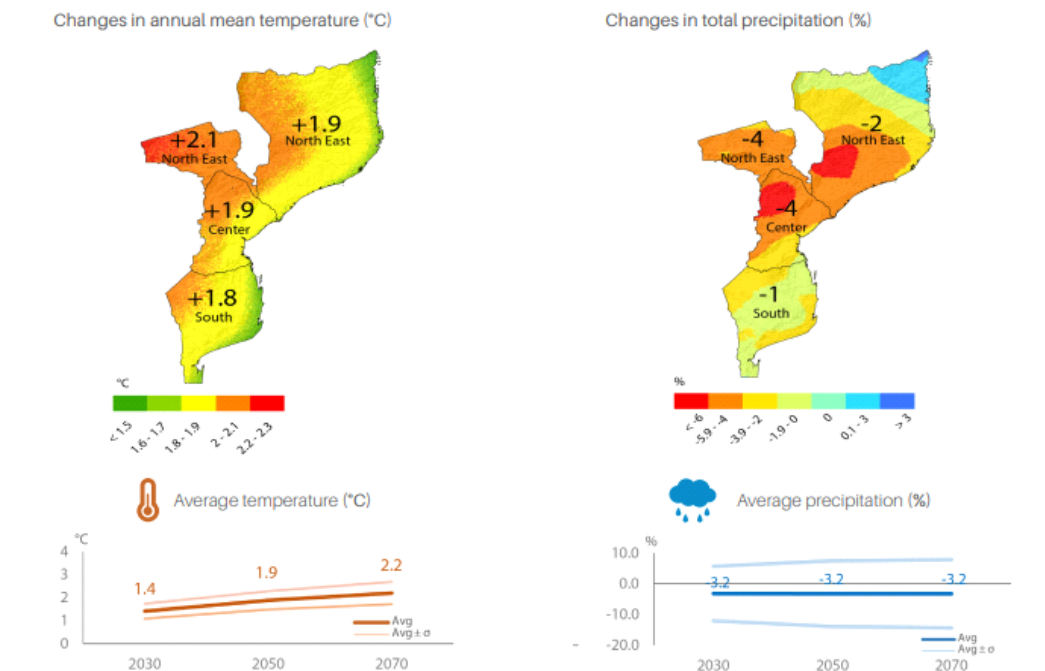 Changes in annual mean temperature (°C)
+2.1
North East
+1.9
North East
+1.9
Center
+1.8
South
°C
< 1.5
1.6 - 1.7
1.8 - 1.9
2 - 2.1
2.2 - 2.3
Changes in total precipitation (%)
-4
North East
-2
North East
-4
Center
-1
South
%
< -6
-5.9 - -4
-3.9 - -2
-1.9 - 0
0
0.1 - 3
> 3
Average temperature (°C)
°C
4
3
2
1
0
1.4
1.9
2.2
Avg
Avg ± σ
2030
2050
2070
Average precipitation (%)
%
10.0
0.0
-10.0
-20.0
-3.2
-3.2
-3.2
Avg
Avg ± σ
2030
2050
2070